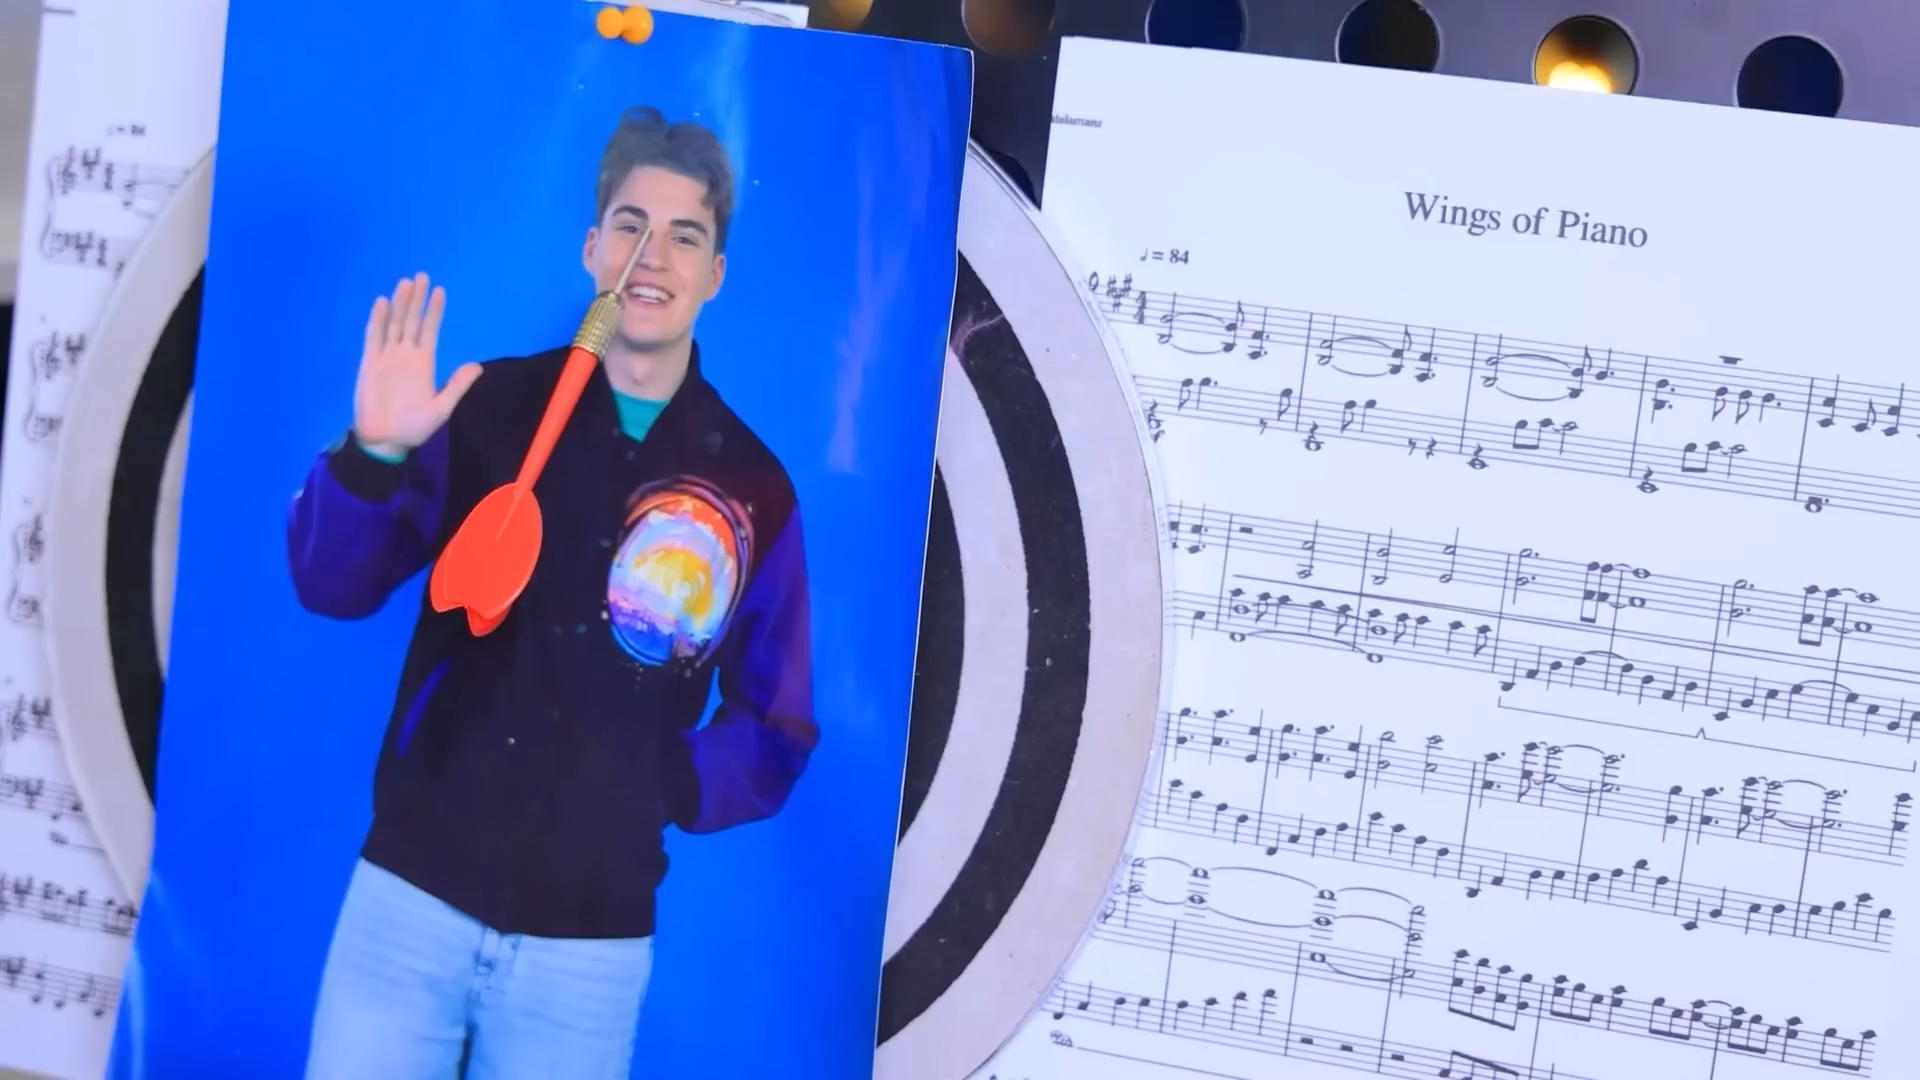 Wings of Piano
♩ = 84